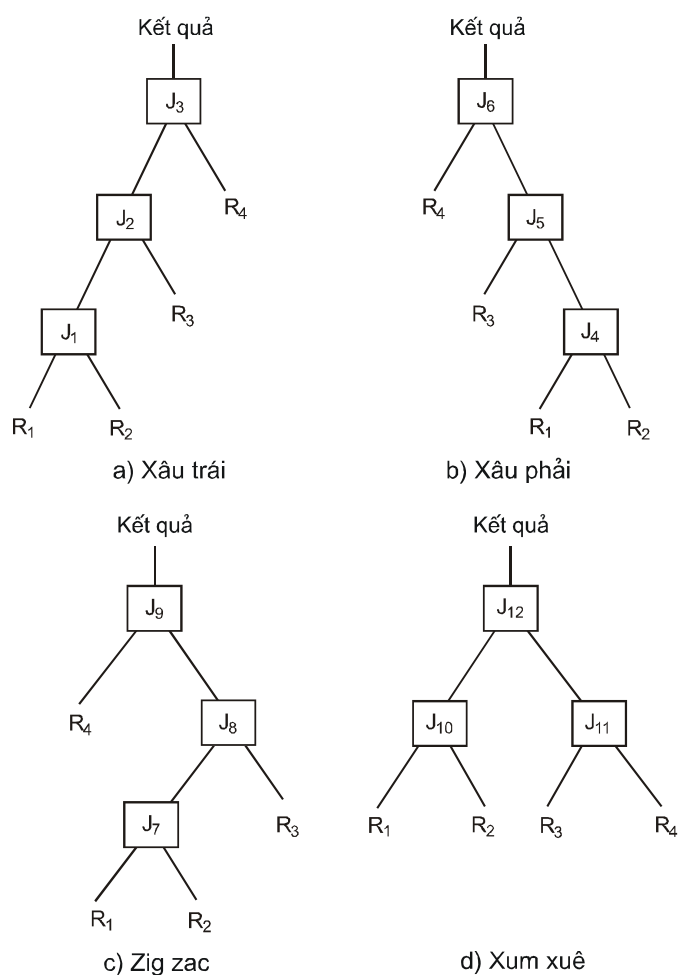 Kết quả
J3
R4
J2
R3
J1
R1 R2
a) Xâu trái
Kết quả
J6
R4
J5
R3
J4
R1 R2
b) Xâu phải
Kết quả
J9
R4
J8
J7
R3
R1 R2
c) Zig zac
Kết quả
J12
J10 J11
R1 R2 R3 R4
d) Xum xuê